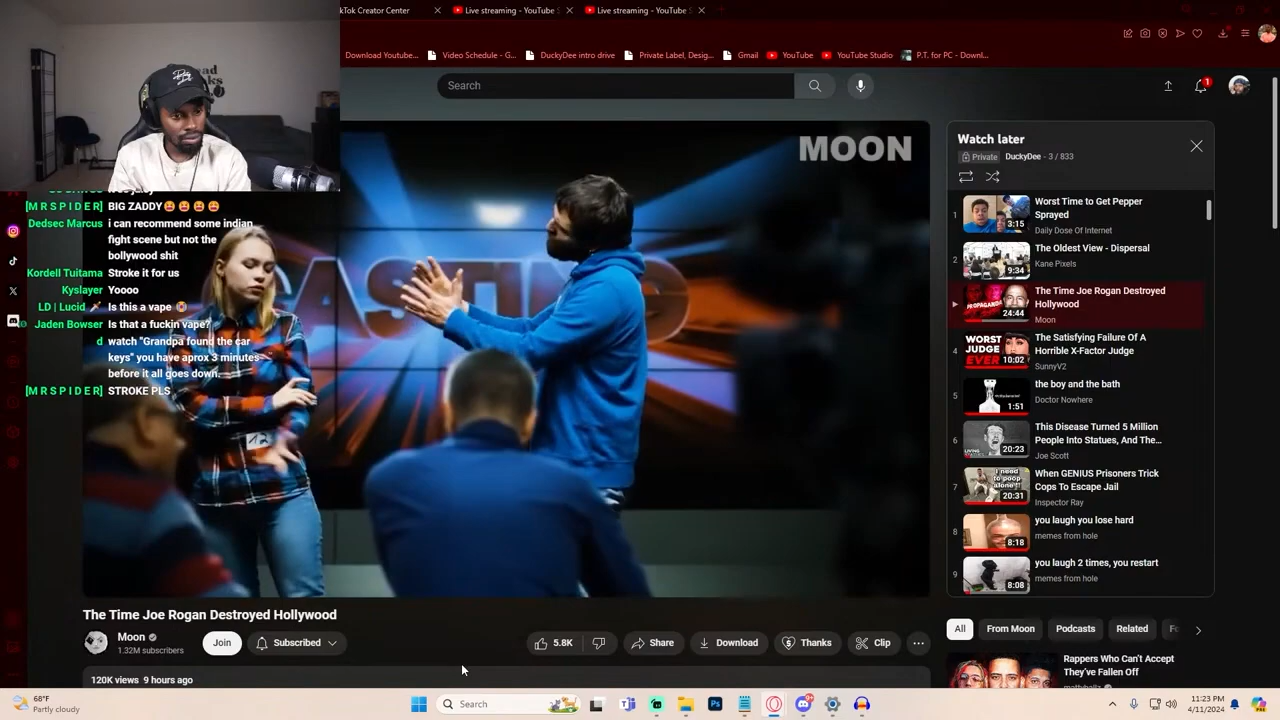 kTok Creator Center
Live streaming - YouTube S
Live streaming - YouTube S
Download Youtube...
Video Schedule - G...
DuckyDee intro drive
Private Label, Desig...
Gmail
YouTube
YouTube Studio
P.T. for PC - Downl...
Search
1
MOON
Watch later
Private DuckyDee - 3 / 833
1
Worst Time to Get Pepper
Sprayed
Daily Dose Of Internet
3:15
2
The Oldest View - Dispersal
Kane Pixels
9:34
The Time Joe Rogan Destroyed
Hollywood
Moon
PROPAGANDA
24:44
4
The Satisfying Failure Of A
Horrible X-Factor Judge
SunnyV2
WORST
JUDGE
EVER
10:02
5
the boy and the bath
Doctor Nowhere
1:51
6
This Disease Turned 5 Million
People Into Statues, And The...
Joe Scott
20:23
7
When GENIUS Prisoners Trick
Cops To Escape Jail
Inspector Ray
I need
to poop
alone!!
20:31
8
you laugh you lose hard
memes from hole
8:18
9
you laugh 2 times, you restart
memes from hole
8:08
[M R S P I D E R] BIG ZADDY😫😫😫😫
Dedsec Marcus i can recommend some indian
fight scene but not the
bollywood shit
Kordell Tuitama Stroke it for us
Kyslayer Yoooo
LD | Lucid Is this a vape
Jaden Bowser Is that a fuckin vape?
d watch "Grandpa found the car
keys" you have aprox 3 minutes
before it all goes down.
[M R S P I D E R] STROKE PLS
The Time Joe Rogan Destroyed Hollywood
Moon
1.32M subscribers
Join
Subscribed
5.8K
Share
Download
Thanks
Clip
120K views 9 hours ago
All
From Moon
Podcasts
Related
Rappers Who Can't Accept
They've Fallen Off
68°F
Partly cloudy
Search
11:23 PM
4/11/2024